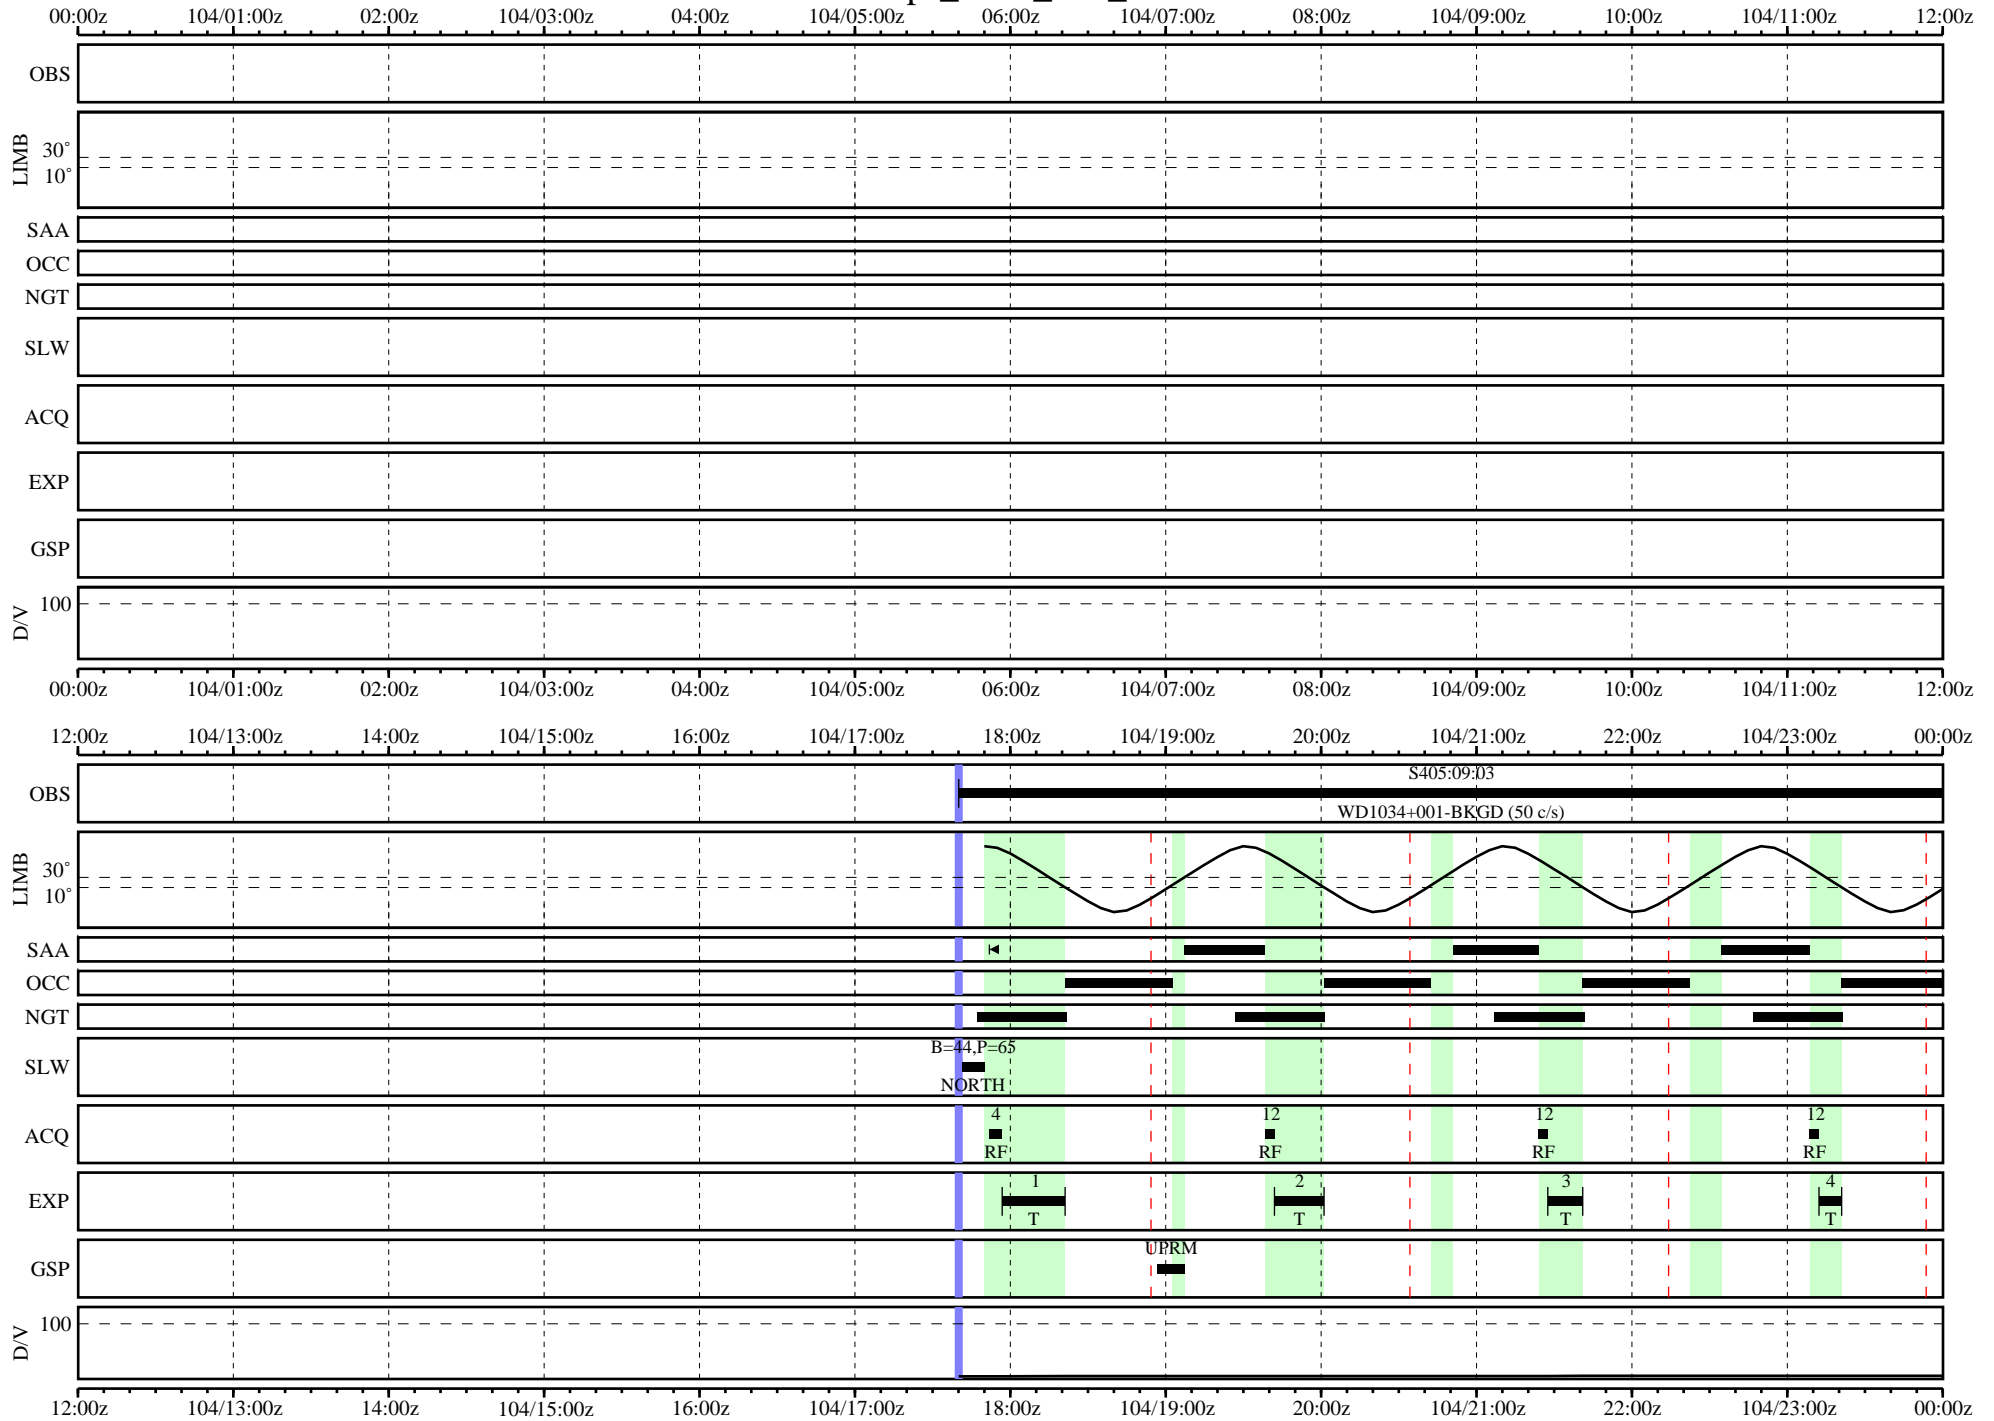 00:00z 104/01:00z 02:00z 104/03:00z 04:00z 104/05:00z 06:00z 104/07:00z 08:00z 104/09:00z 10:00z 104/11:00z 12:00z
OBS
LIMB
30°
10°
SAA
OCC
NGT
SLW
ACQ
EXP
GSP
D/V
100
00:00z 104/01:00z 02:00z 104/03:00z 04:00z 104/05:00z 06:00z 104/07:00z 08:00z 104/09:00z 10:00z 104/11:00z 12:00z
12:00z 104/13:00z 14:00z 104/15:00z 16:00z 104/17:00z 18:00z 104/19:00z 20:00z 104/21:00z 22:00z 104/23:00z 00:00z
S405:09:03
OBS
WD1034+001-BKGD (50 c/s)
LIMB
30°
10°
SAA
OCC
NGT
B=44,P=65
SLW
NORTH
4 12 12 12
ACQ
RF RF RF RF
1 2 3 4
EXP
T T T T
UPRM
GSP
D/V
100
12:00z 104/13:00z 14:00z 104/15:00z 16:00z 104/17:00z 18:00z 104/19:00z 20:00z 104/21:00z 22:00z 104/23:00z 00:00z